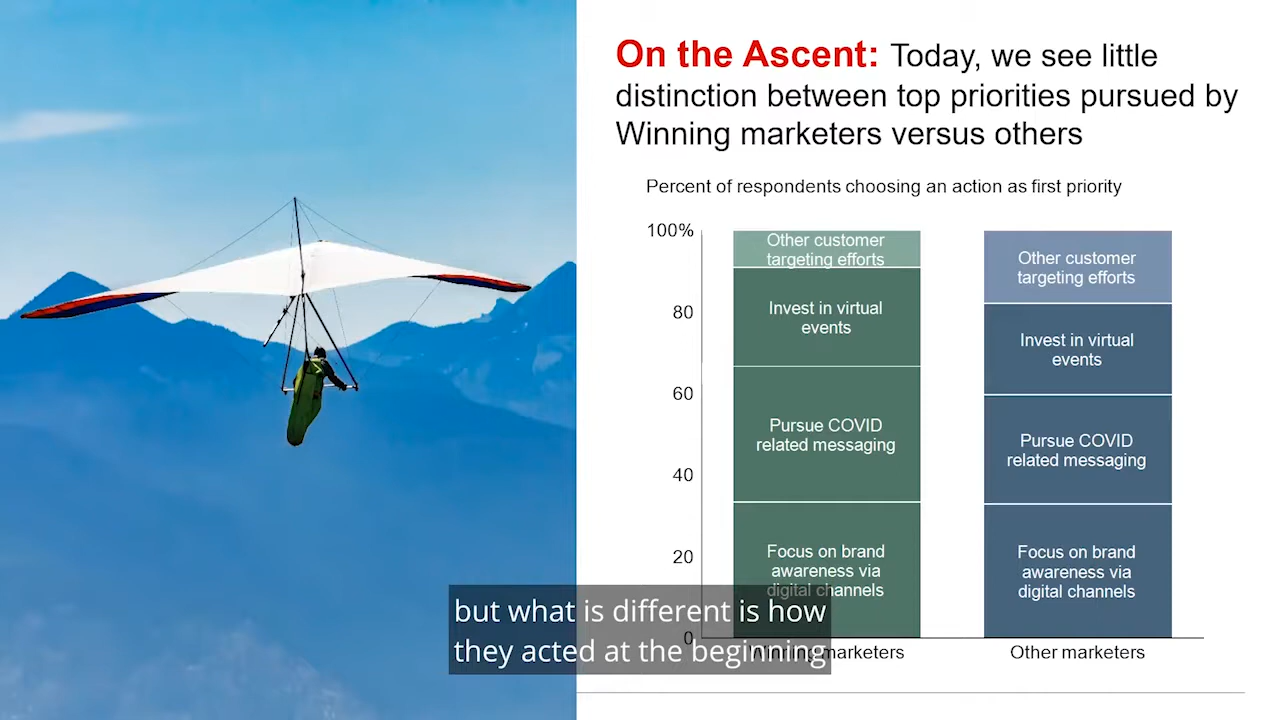 On the Ascent: Today, we see little
distinction between top priorities pursued by
Winning marketers versus others
Percent of respondents choosing an action as first priority
100%
80
60
40
20
0
Other customer
targeting efforts
Invest in virtual
events
Pursue COVID
related messaging
Focus on brand
awareness via
digital channels
Winning marketers
Other customer
targeting efforts
Invest in virtual
events
Pursue COVID
related messaging
Focus on brand
awareness via
digital channels
Other marketers
but what is different is how
they acted at the beginning